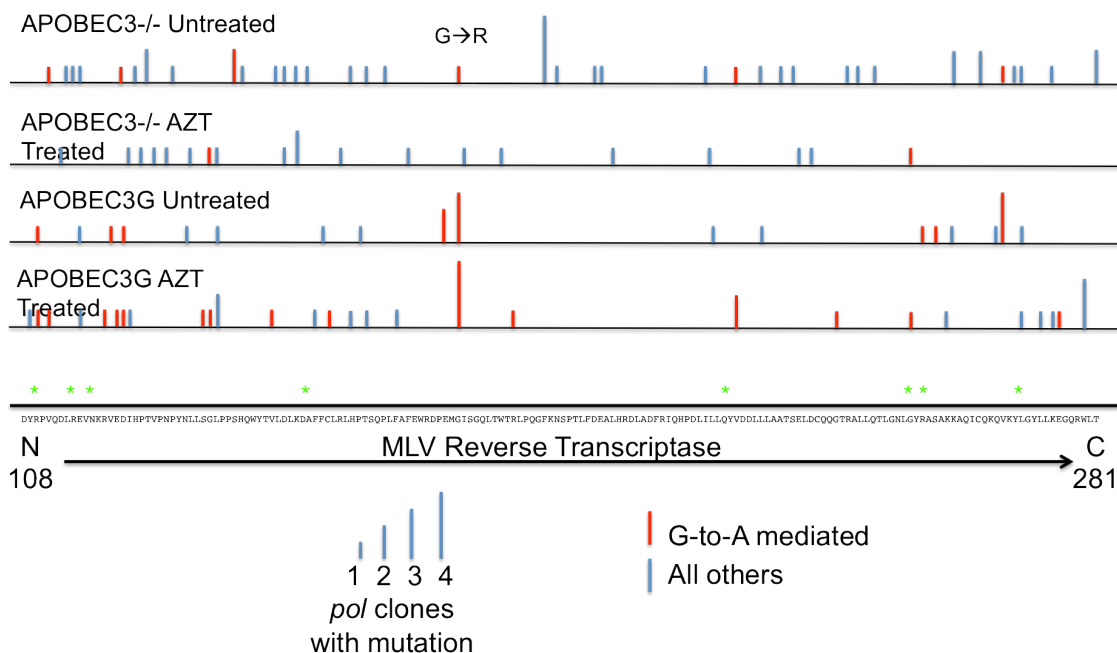 APOBEC3-/- Untreated
G→R
APOBEC3-/- AZT
Treated
APOBEC3G Untreated
APOBEC3G AZT
Treated
* * * * * * * *
DYRPVQDLREVNKRVEDIHPTVPNPYNLLSGLPPSHQWYTVLDLKDAFFCLRLHPTSQPLFAFEWRDPEMGISGQLTWTRLPQGFKNSPTLFDEALHRDLADFRIQHPDLILLQYVDDLLLAATSELDCQQGTRALLQTLGNLGYRASAKKAQICQKQVKYLGYLLKEGQRWLT
N MLV Reverse Transcriptase C
108 281
G-to-A mediated
All others
1 2 3 4
pol clones
with mutation